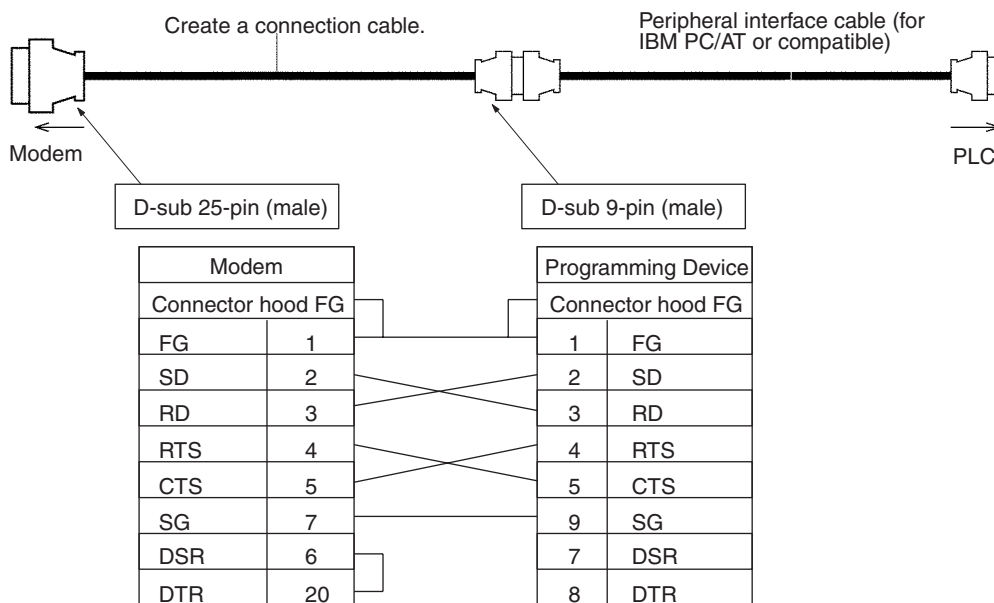 Create a connection cable.
Peripheral interface cable (for
IBM PC/AT or compatible)
Modem
PLC
D-sub 25-pin (male)
D-sub 9-pin (male)
Modem
Programming Device
Connector hood FG
Connector hood FG
FG 1 1 FG
SD 2 2 SD
RD 3 3 RD
RTS 4 4 RTS
CTS 5 5 CTS
SG 7 9 SG
DSR 6 7 DSR
DTR 20 8 DTR